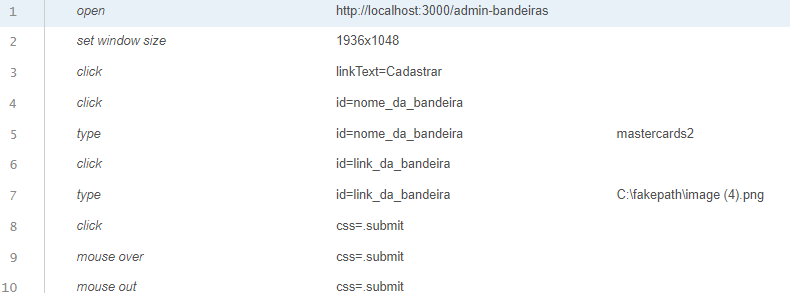 1 open http://localhost:3000/admin-bandeiras
2 set window size 1936x1048
3 click linkText=Cadastrar
4 click id=nome_da_bandeira
5 type id=nome_da_bandeira mastercards2
6 click id=link_da_bandeira
7 type id=link_da_bandeira C:\fakepath\image (4).png
8 click css=.submit
9 mouse over css=.submit
10 mouse out css=.submit